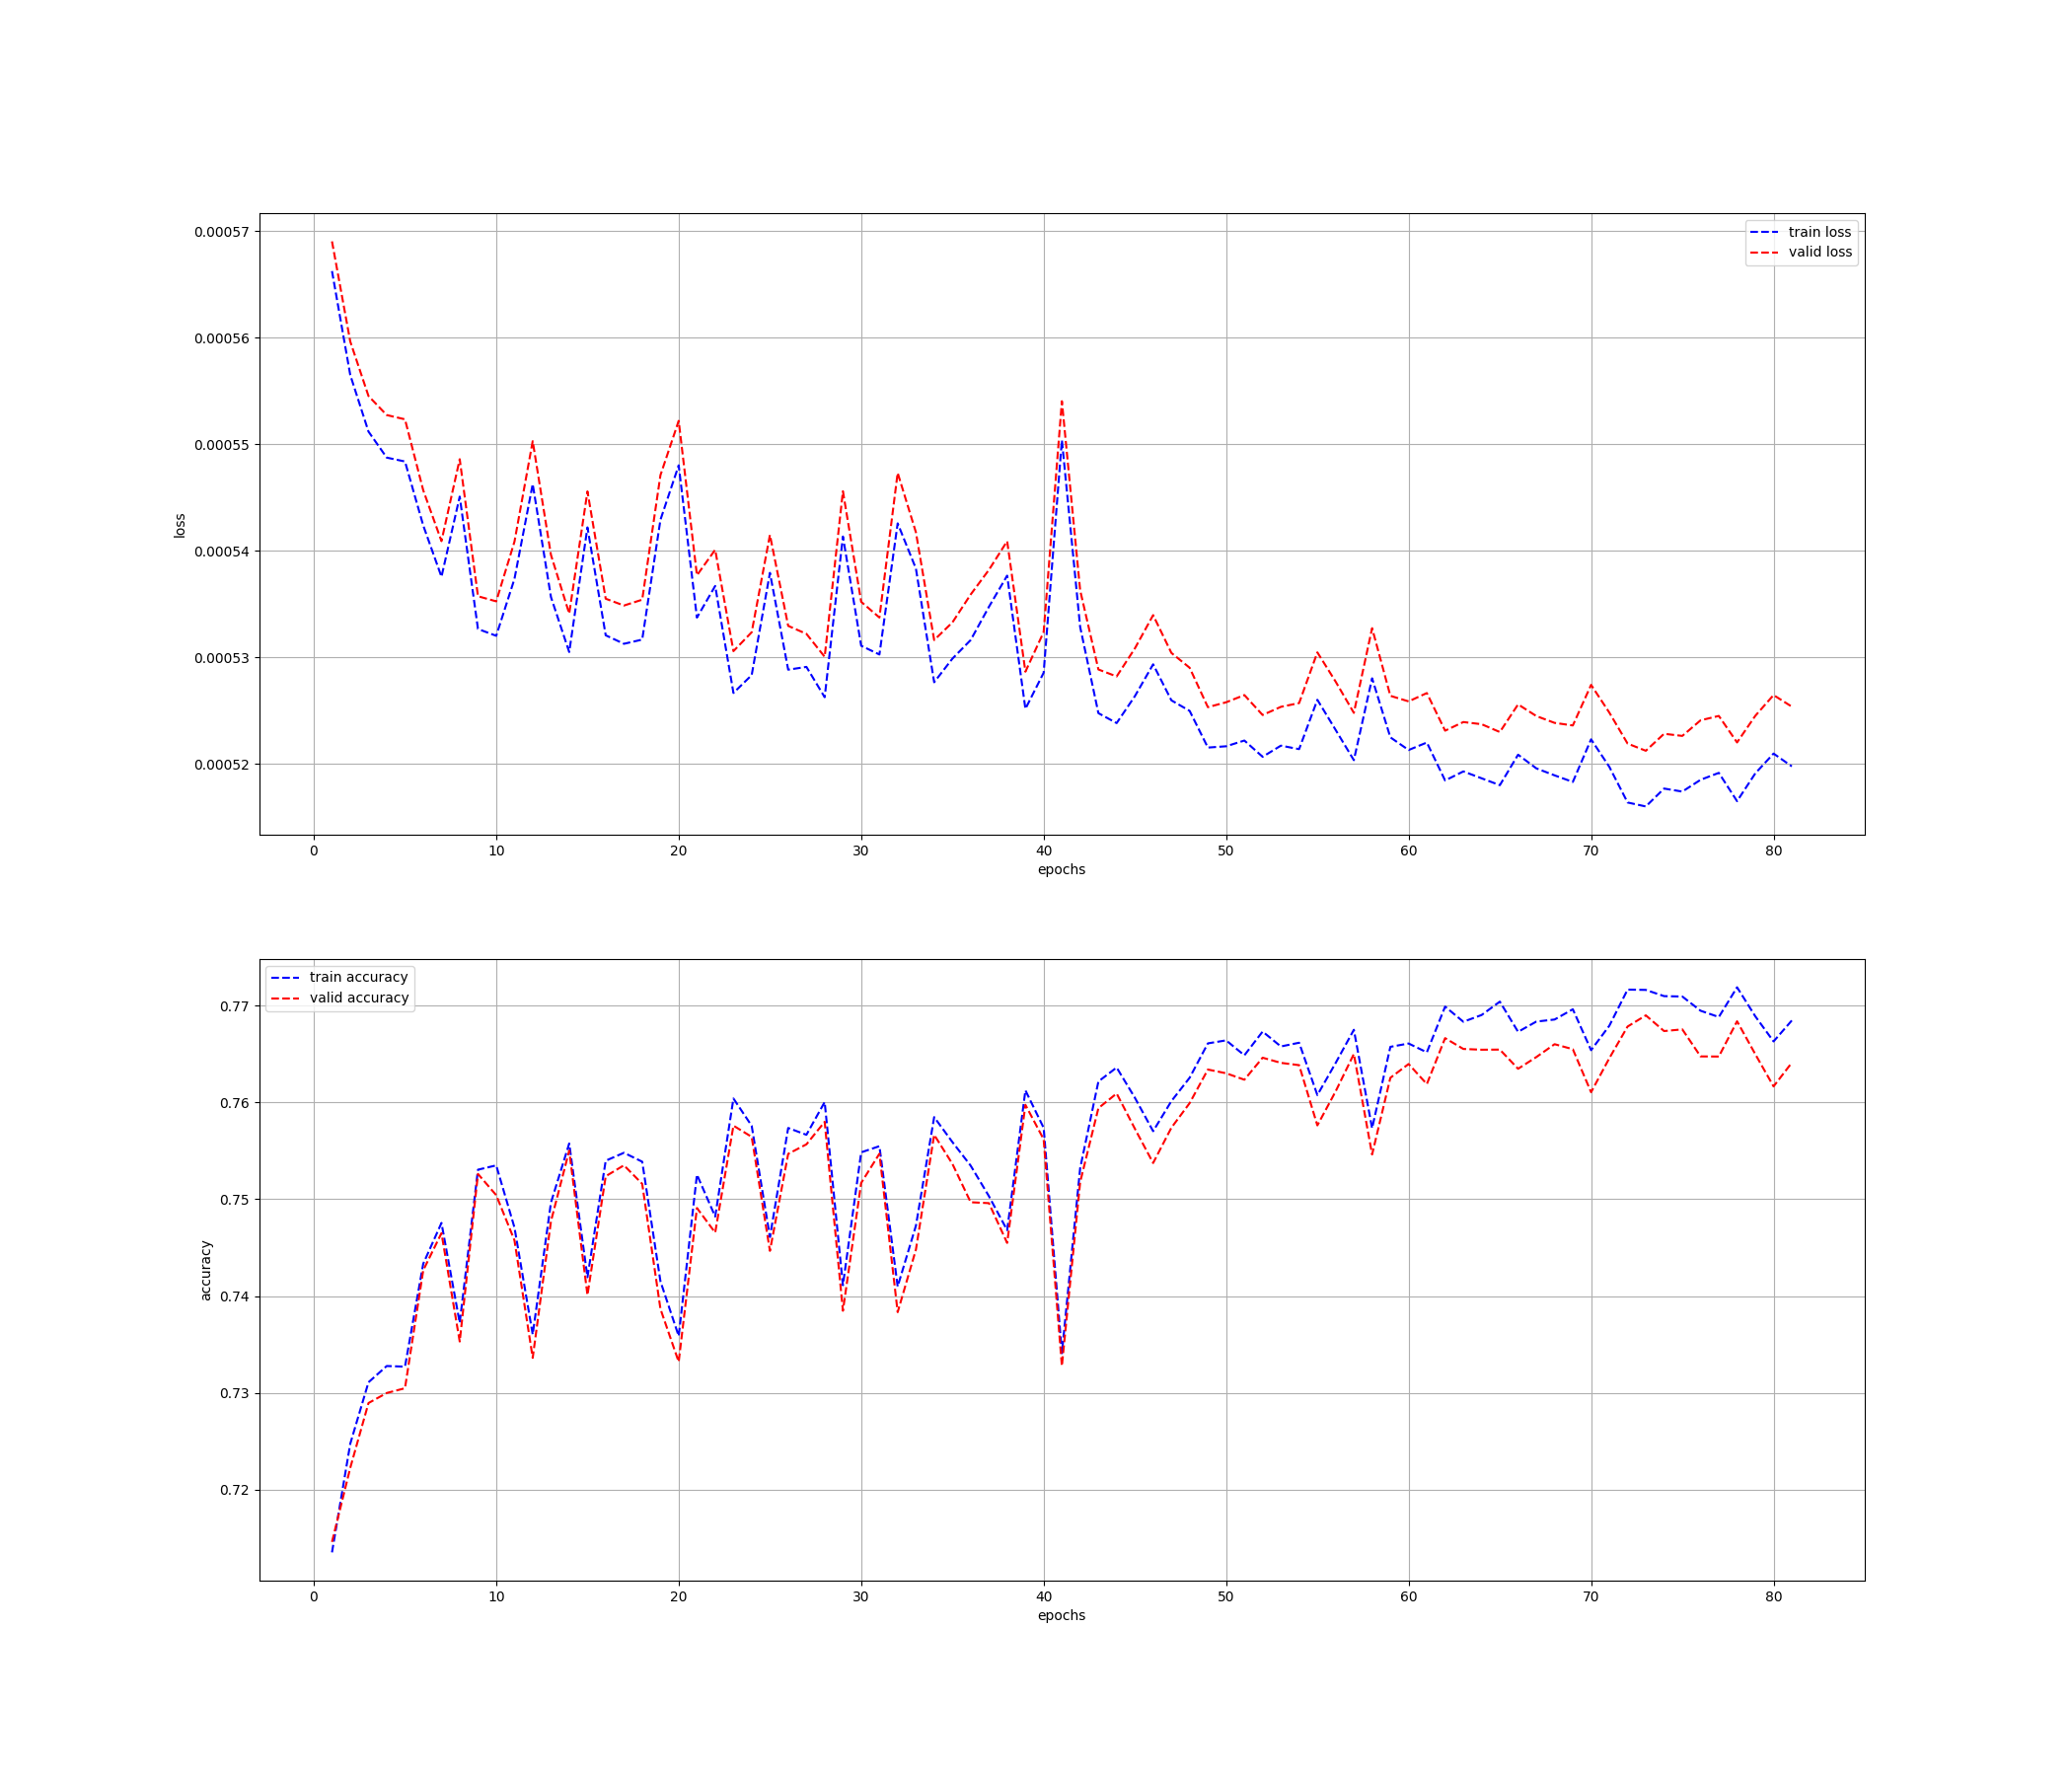 0.00057
0.00056
0.00055
0.00054
0.00053
0.00052
loss
train loss
valid loss
0 10 20 30 40 50 60 70 80
epochs
train accuracy
valid accuracy
0.77
0.76
0.75
0.74
0.73
0.72
accuracy
0 10 20 30 40 50 60 70 80
epochs